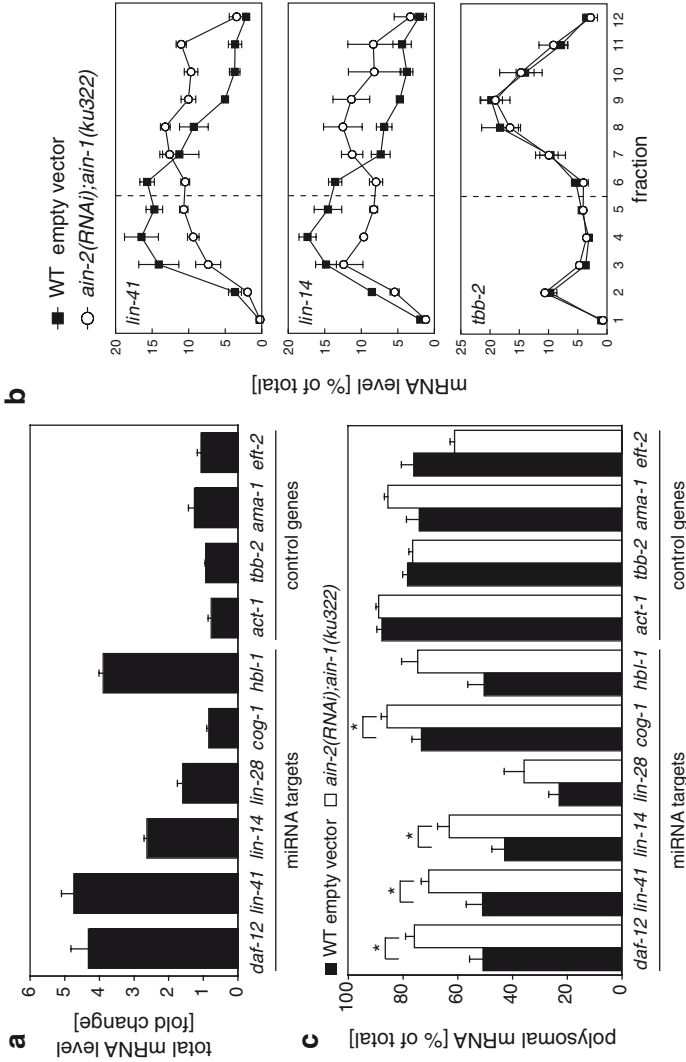 a
total mRNA level
[fold change]
6
5
4
3
2
1
0
daf-12 lin-41 lin-14 lin-28 cog-1 hbl-1 act-1 tbb-2 ama-1 eft-2
miRNA targets control genes
b
WT empty vector
ain-2(RNAi);ain-1(ku322)
mRNA level [% of total]
20
15
10
5
0
lin-41
20
15
10
5
0
lin-14
25
20
15
10
5
0
tbb-2
1 2 3 4 5 6 7 8 9 10 11 12
fraction
c
WT empty vector ain-2(RNAi);ain-1(ku322)
polysomal mRNA [% of total]
100
80
60
40
20
0
* * * *
daf-12 lin-41 lin-14 lin-28 cog-1 hbl-1 act-1 tbb-2 ama-1 eft-2
miRNA targets control genes